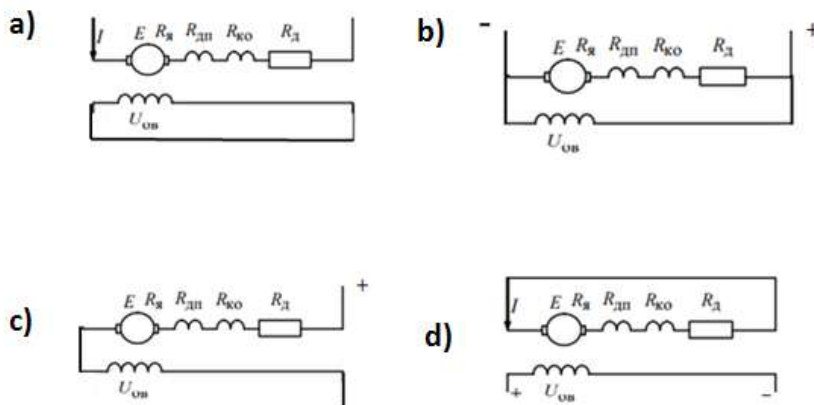 a)
I E Rя Rдп Rко Rд
Uов
b)
- +
E Rя Rдп Rко Rд
Uов
c)
+
E Rя Rдп Rко Rд
Uов
d)
I E Rя Rдп Rко Rд
+ Uов -